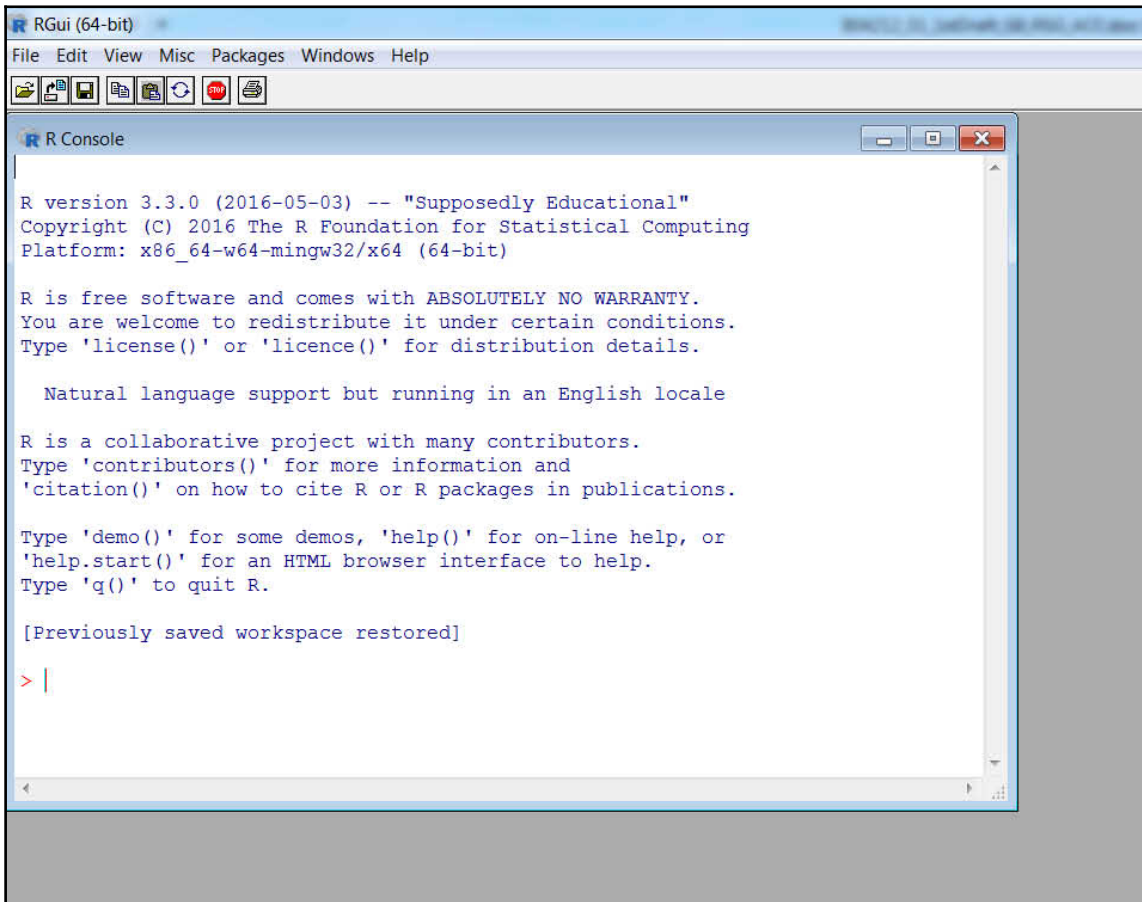 RGui (64-bit)
File Edit View Misc Packages Windows Help
STOP
R Console
R version 3.3.0 (2016-05-03) -- "Supposedly Educational"
Copyright (C) 2016 The R Foundation for Statistical Computing
Platform: x86_64-w64-mingw32/x64 (64-bit)
R is free software and comes with ABSOLUTELY NO WARRANTY.
You are welcome to redistribute it under certain conditions.
Type 'license()' or 'licence()' for distribution details.
Natural language support but running in an English locale
R is a collaborative project with many contributors.
Type 'contributors()' for more information and
'citation()' on how to cite R or R packages in publications.
Type 'demo()' for some demos, 'help()' for on-line help, or
'help.start()' for an HTML browser interface to help.
Type 'q()' to quit R.
[Previously saved workspace restored]
>